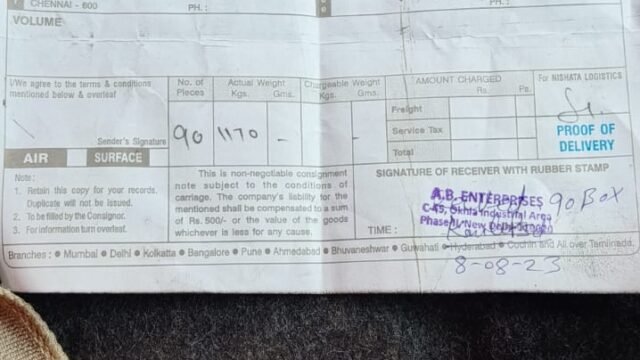 CHENNAI - 600
PH. :
PH. :
VOLUME
I/We agree to the terms & conditions
mentioned below & overleaf
Sender's Signature
No. of
Pieces
Actual Weight
Kgs. Gms.
Chargeable Weight
Kgs. Gms.
90 1170 - -
AMOUNT CHARGED
Rs. Ps.
Freight
Service Tax
Total
For NISHATA LOGISTICS
PROOF OF
DELIVERY
AIR SURFACE
Note :
1. Retain this copy for your records.
Duplicate will not be issued.
2. To be filled by the Consignor.
3. For information turn overleaf.
This is non-negotiable consignment
note subject to the conditions of
carriage. The company's liability for the
mentioned shall be compensated to a sum
of Rs. 500/- or the value of the goods
whichever is less for any cause.
SIGNATURE OF RECEIVER WITH RUBBER STAMP
A.B. ENTERPRISES
C-45, Okhla Industrial Area
90 Box
TIME :
8-08-23
Branches : ● Mumbai ● Delhi ● Kolkatta ● Bangalore ● Pune ● Ahmedabad ● Bhuvaneshwar ● Guwahati ● Hyderabad ● Cochin and All over Tamilnadu.